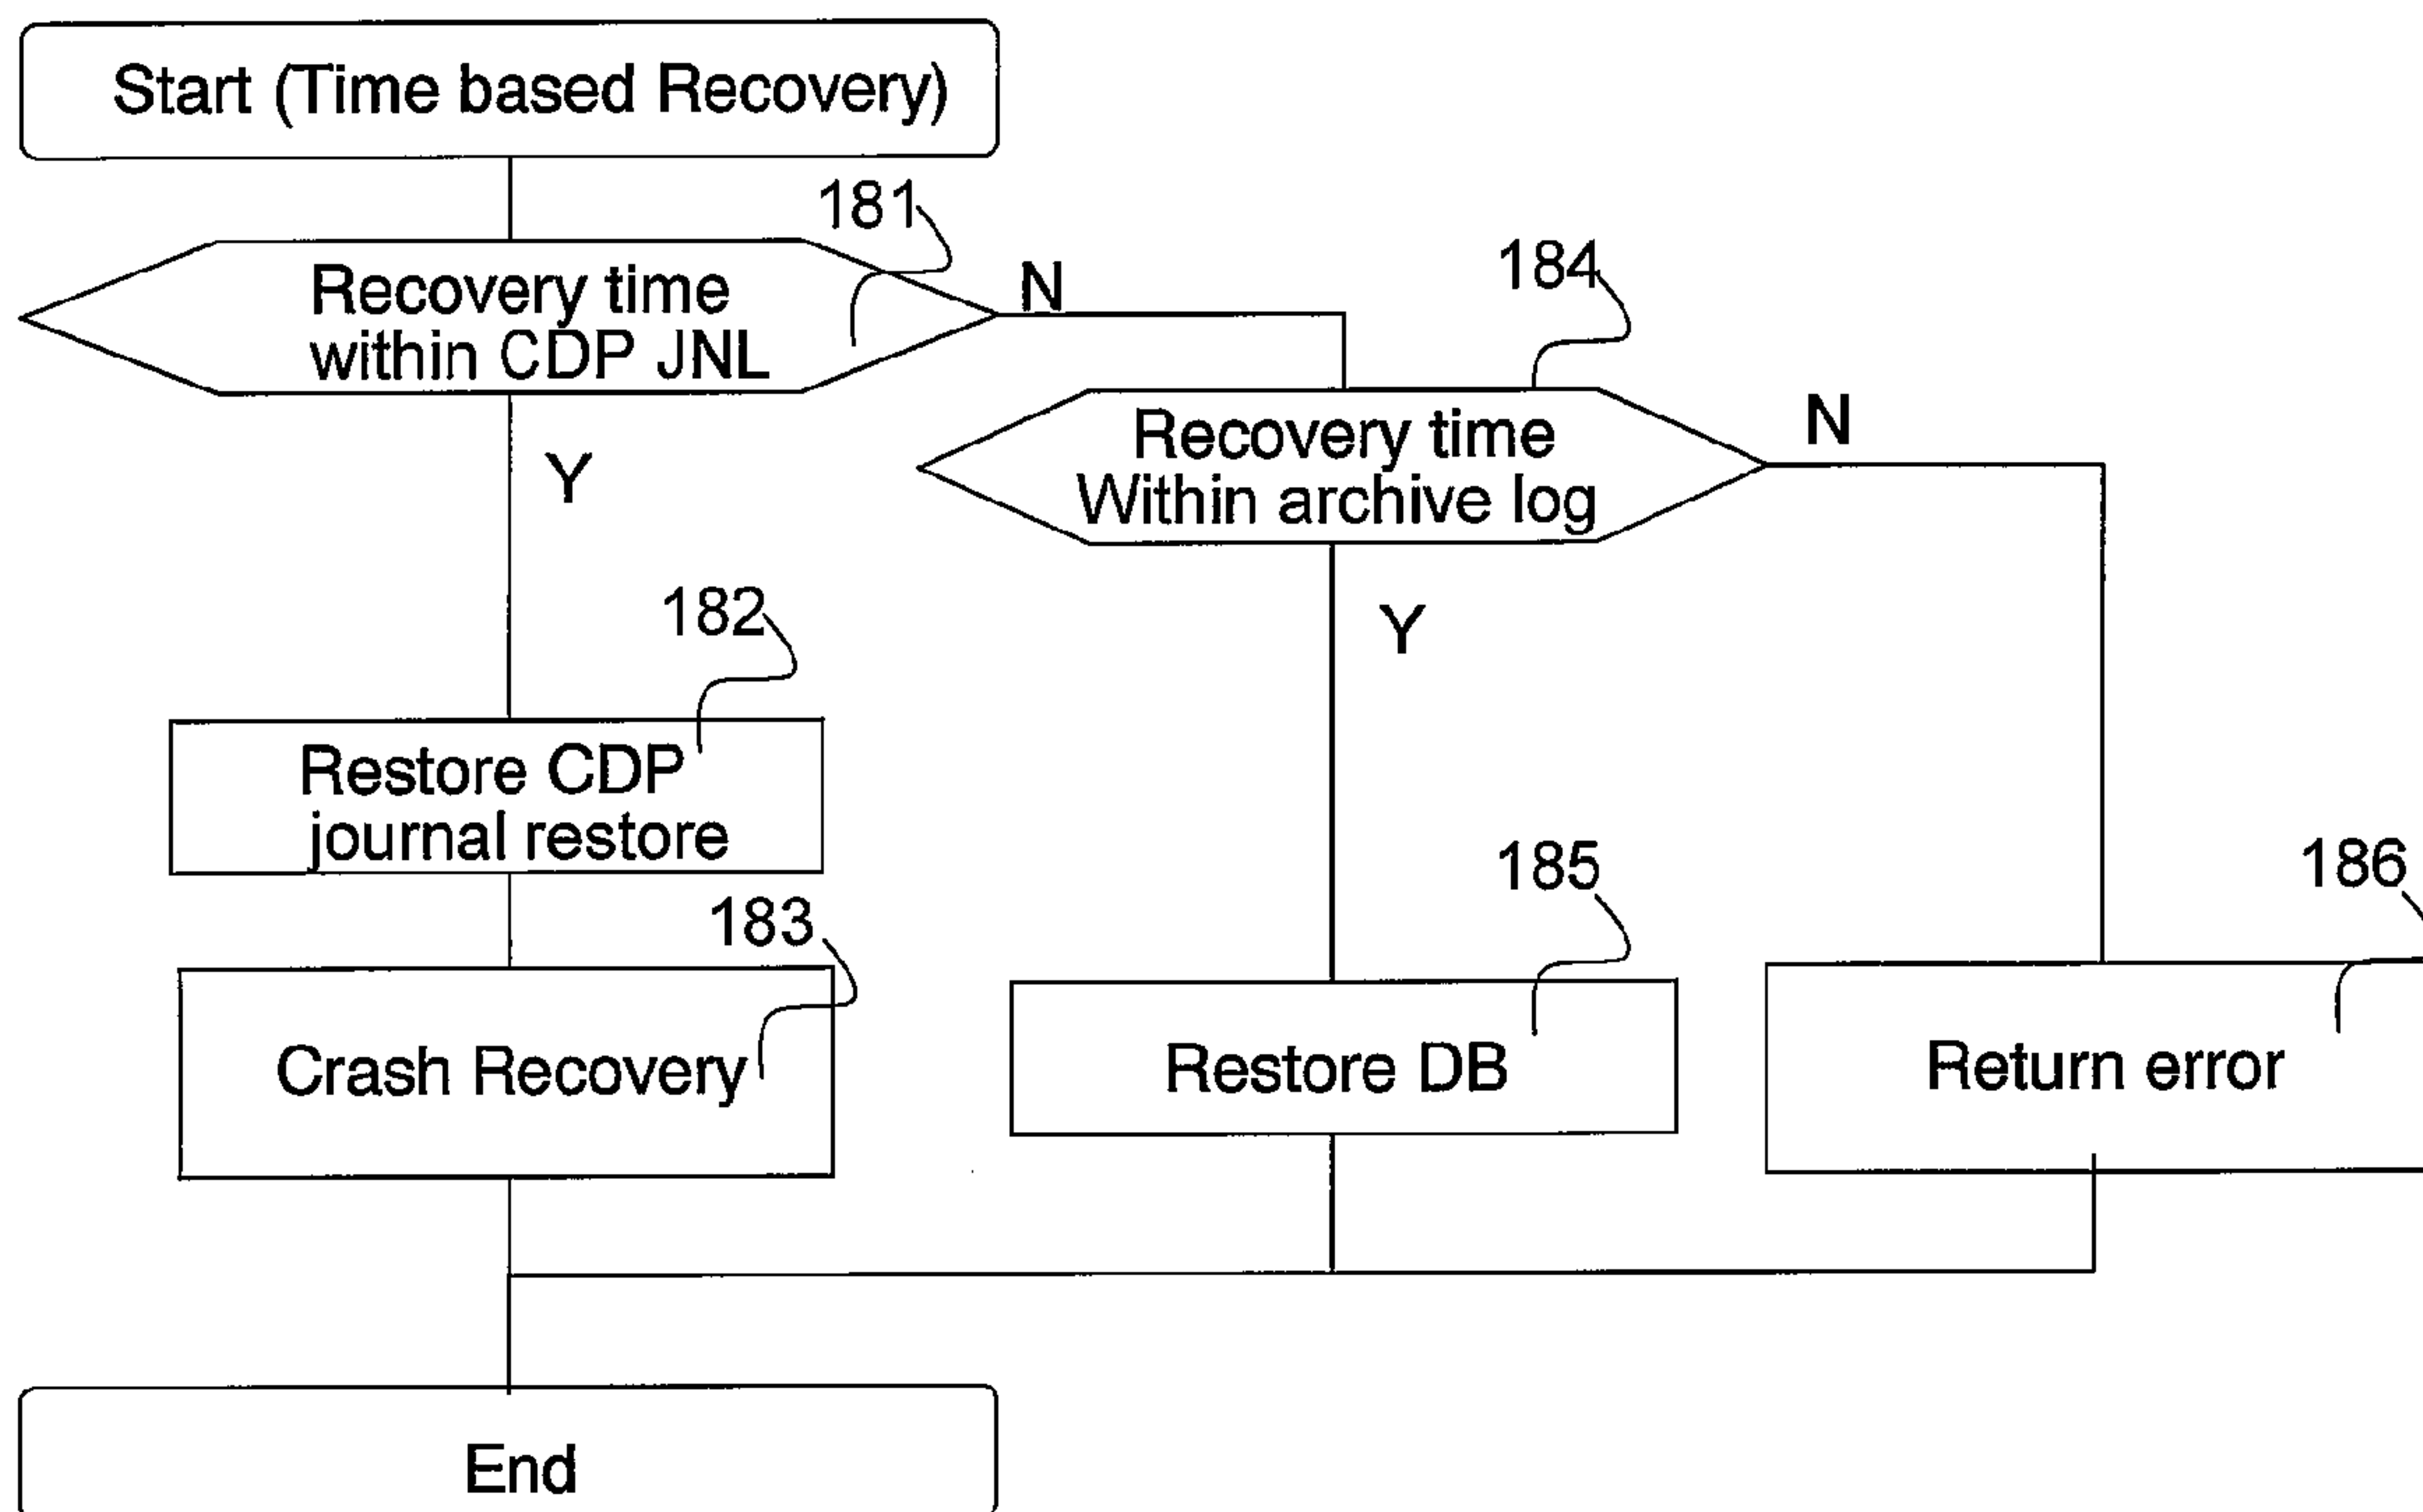 Start (Time based Recovery)
181
Recovery time
within CDP JNL
N
184
Recovery time
Within archive log
N
Y
Y
182
Restore CDP
journal restore
183
Crash Recovery
185
Restore DB
186
Return error
End